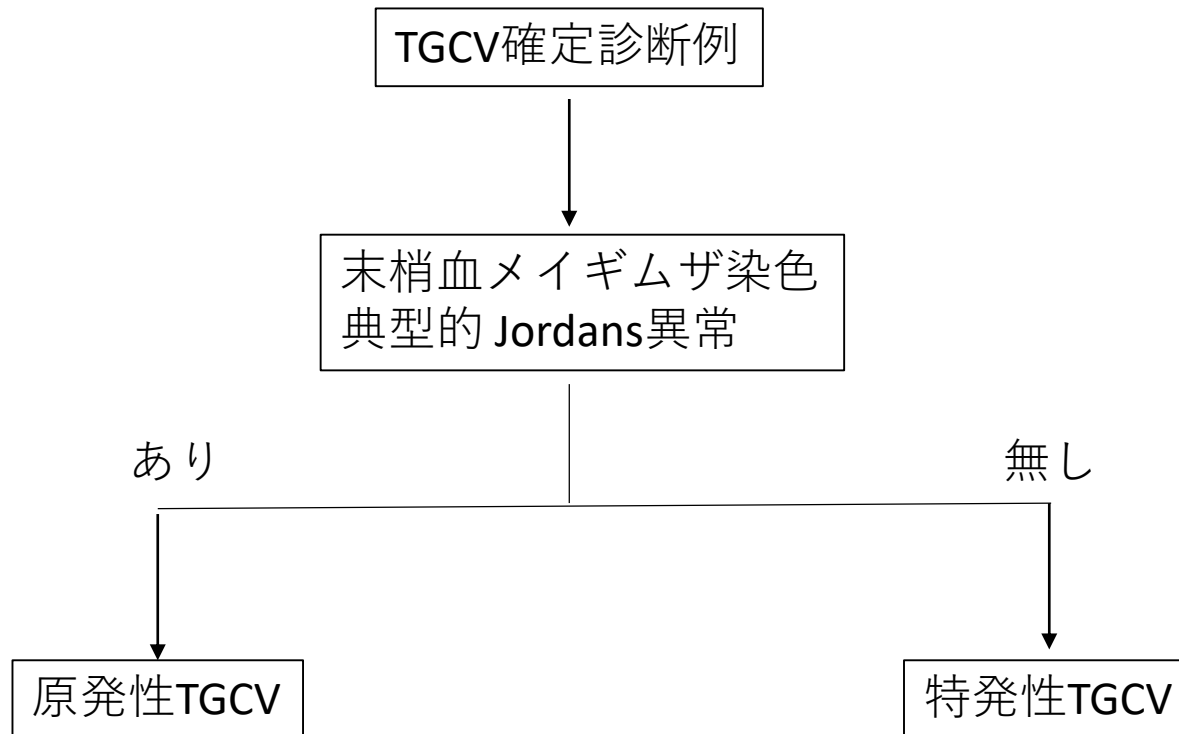 TGCV確定診断例
末梢血メイギムザ染色
典型的 Jordans異常
あり
無し
原発性TGCV
特発性TGCV